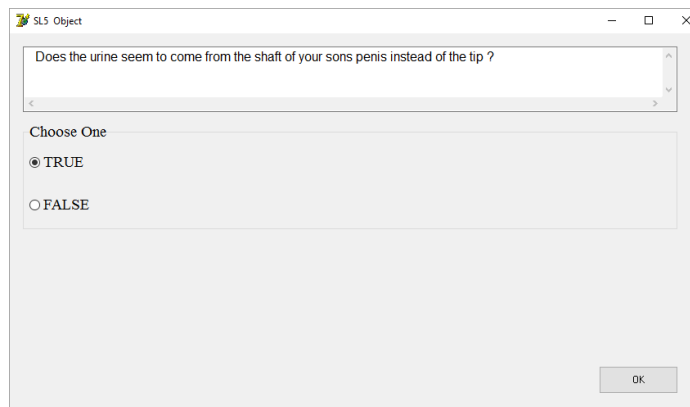 SL5 Object
Does the urine seem to come from the shaft of your sons penis instead of the tip ?
Choose One
TRUE
FALSE
OK